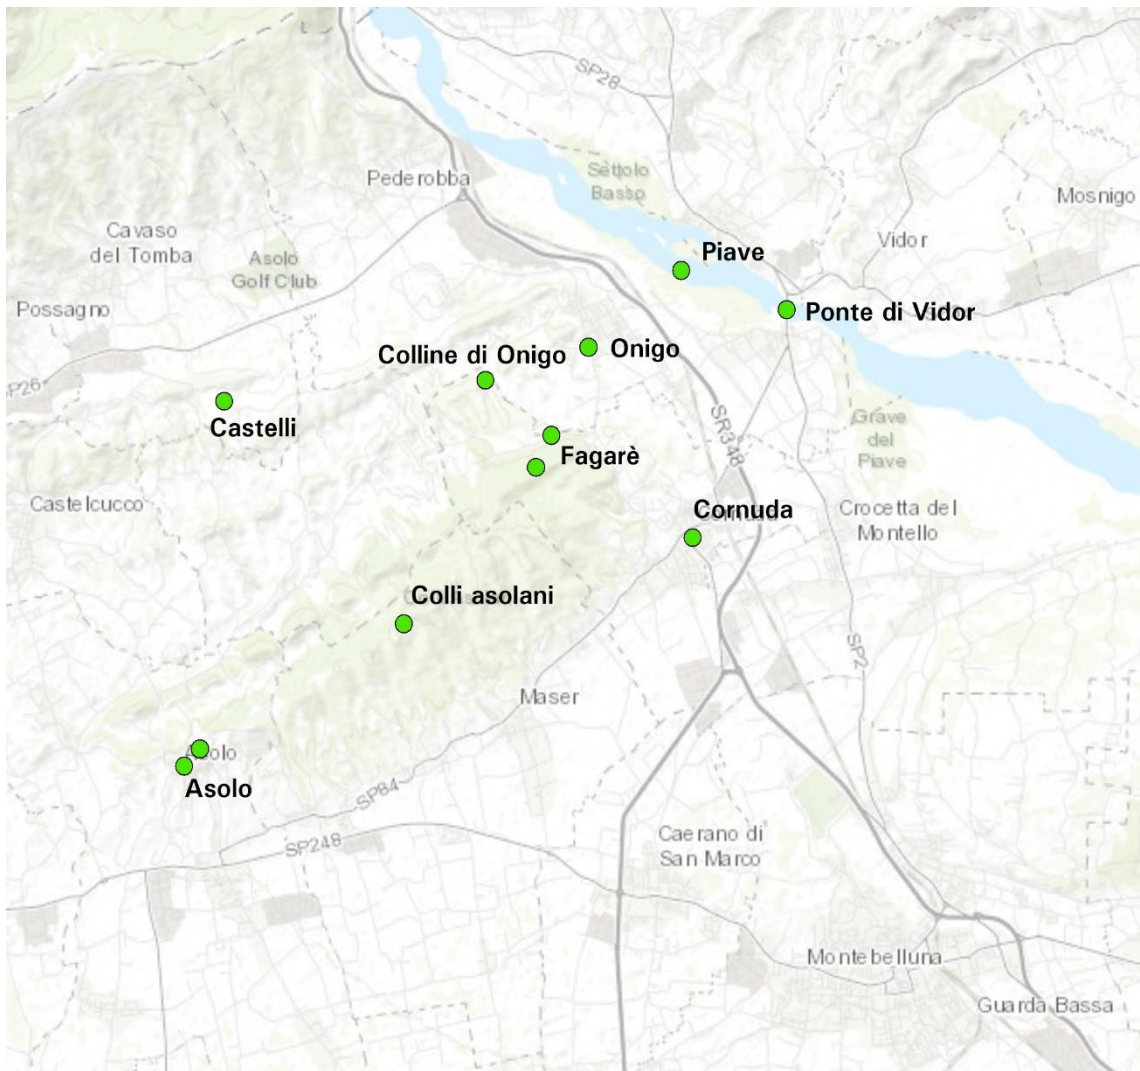 SP28
Pederobba
Settolo
Basso
Mosnigo
Cavaso
del Tomba
Asolo
Golf Club
Vidor
Piave
Possagno
Ponte di Vidor
Onigo
Colline di Onigo
SP26
Castelli
SR348
Grave
del
Piave
Fagarè
Castelcucco
Cornuda
Crocetta del
Montello
Colli asolani
SP2
Maser
Asolo
Asolo
SP84
SP248
Caerano di
San Marco
Montebelluna
Guarda Bassa